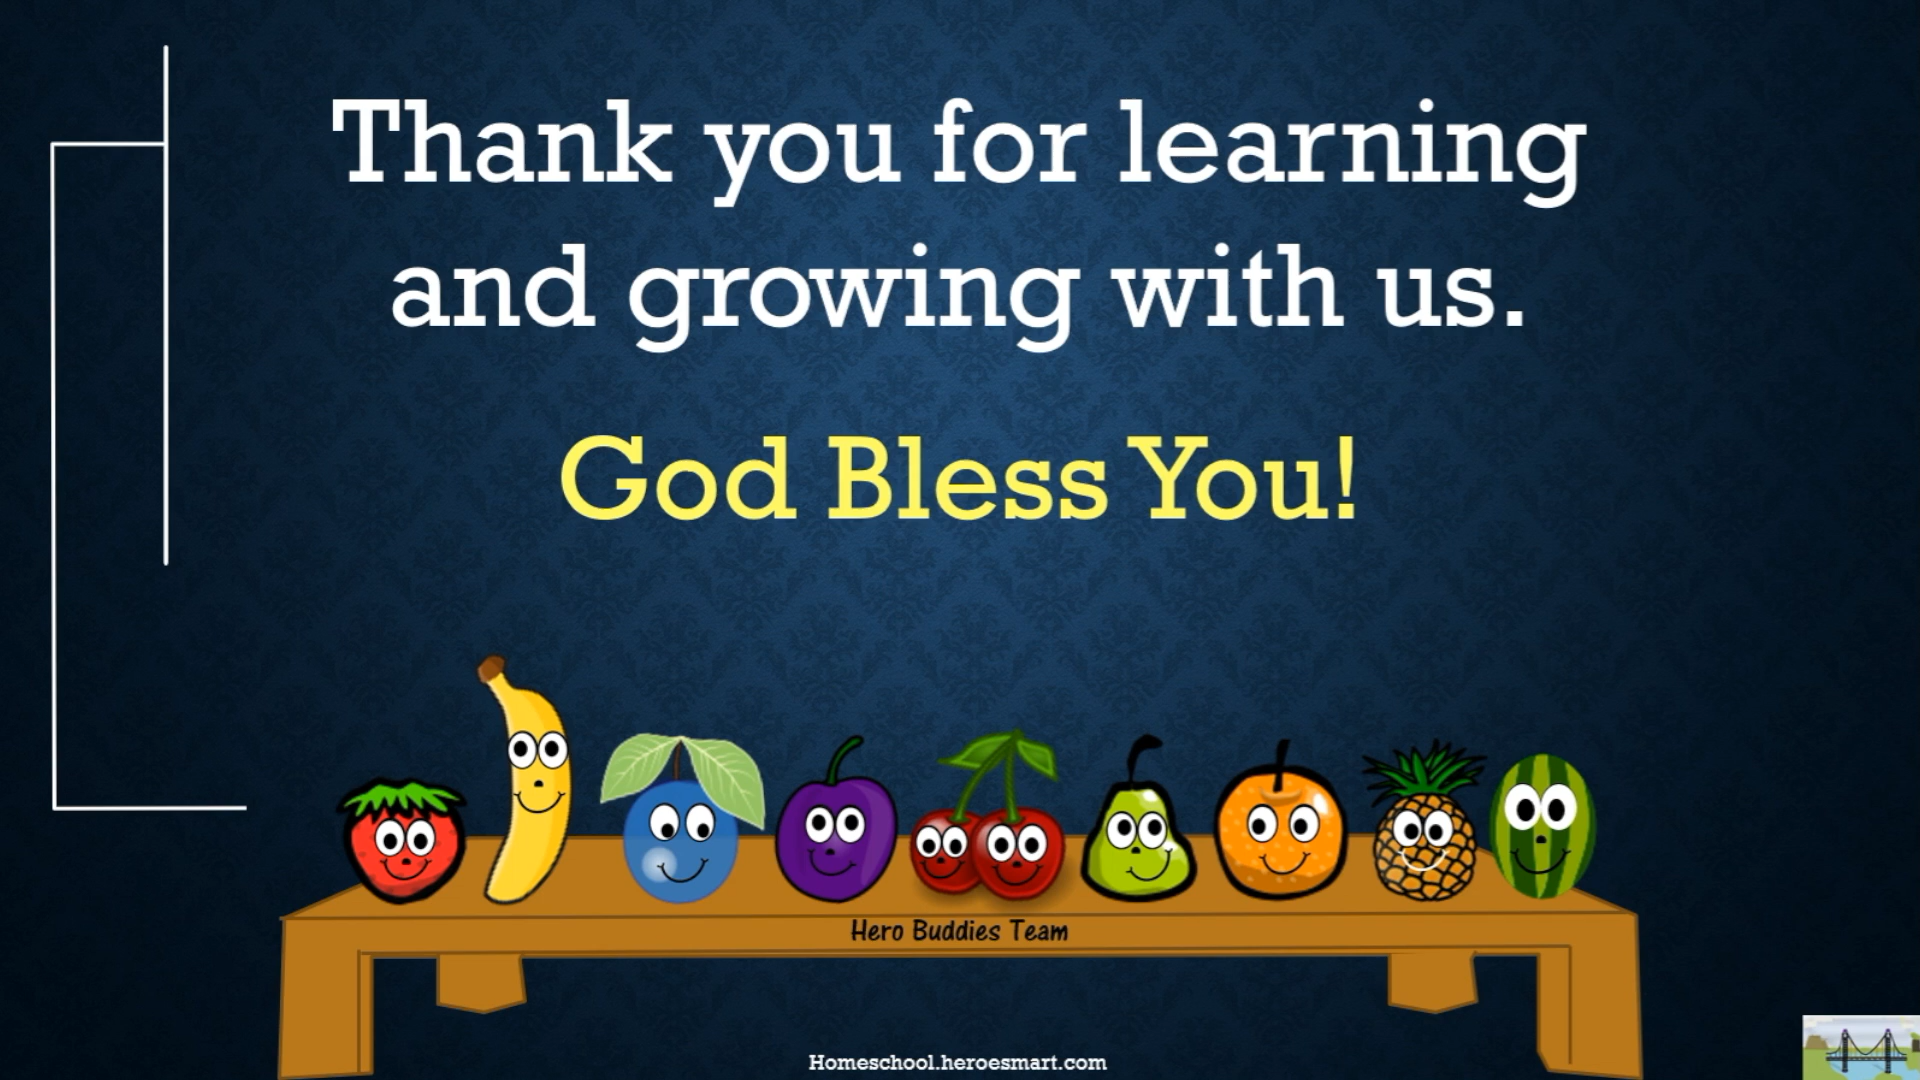 Thank you for learning
and growing with us.
God Bless You!
Hero Buddies Team
Homeschool.heroesmart.com